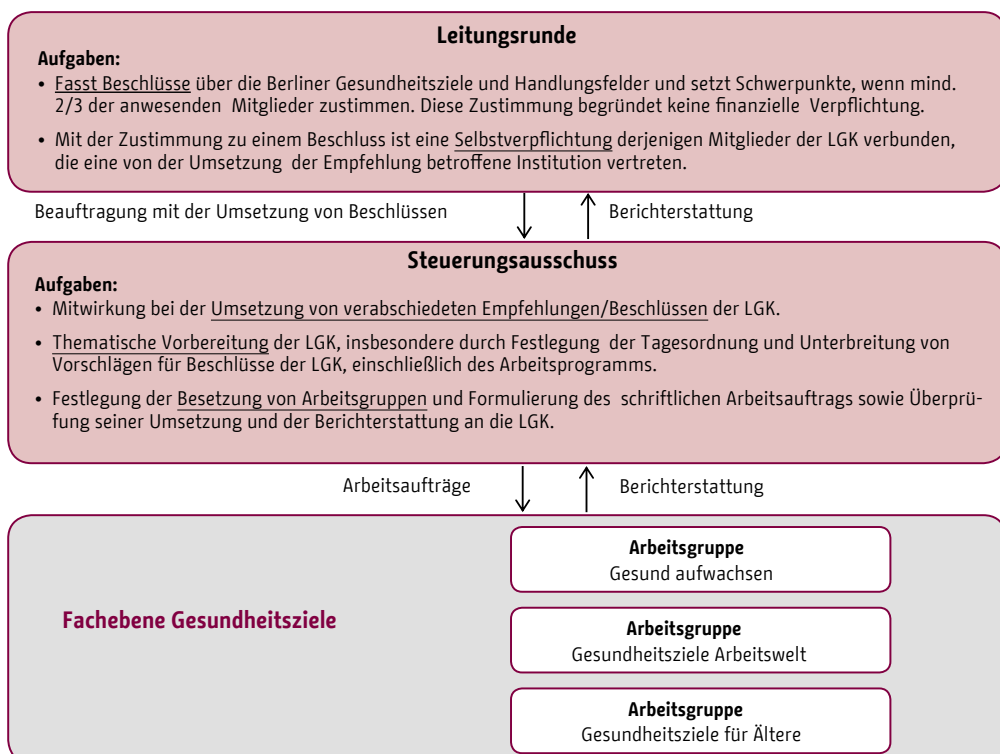 Leitungsrunde
Aufgaben:
• Fasst Beschlüsse über die Berliner Gesundheitsziele und Handlungsfelder und setzt Schwerpunkte, wenn mind.
2/3 der anwesenden Mitglieder zustimmen. Diese Zustimmung begründet keine finanzielle Verpflichtung.
• Mit der Zustimmung zu einem Beschluss ist eine Selbstverpflichtung derjenigen Mitglieder der LGK verbunden,
die eine von der Umsetzung der Empfehlung betroffene Institution vertreten.
Beauftragung mit der Umsetzung von Beschlüssen
Berichterstattung
Steuerungsausschuss
Aufgaben:
• Mitwirkung bei der Umsetzung von verabschiedeten Empfehlungen/Beschlüssen der LGK.
• Thematische Vorbereitung der LGK, insbesondere durch Festlegung der Tagesordnung und Unterbreitung von
Vorschlägen für Beschlüsse der LGK, einschließlich des Arbeitsprogramms.
• Festlegung der Besetzung von Arbeitsgruppen und Formulierung des schriftlichen Arbeitsauftrags sowie Überprü-
fung seiner Umsetzung und der Berichterstattung an die LGK.
Arbeitsaufträge
Berichterstattung
Fachebene Gesundheitsziele
Arbeitsgruppe
Gesund aufwachsen
Arbeitsgruppe
Gesundheitsziele Arbeitswelt
Arbeitsgruppe
Gesundheitsziele für Ältere